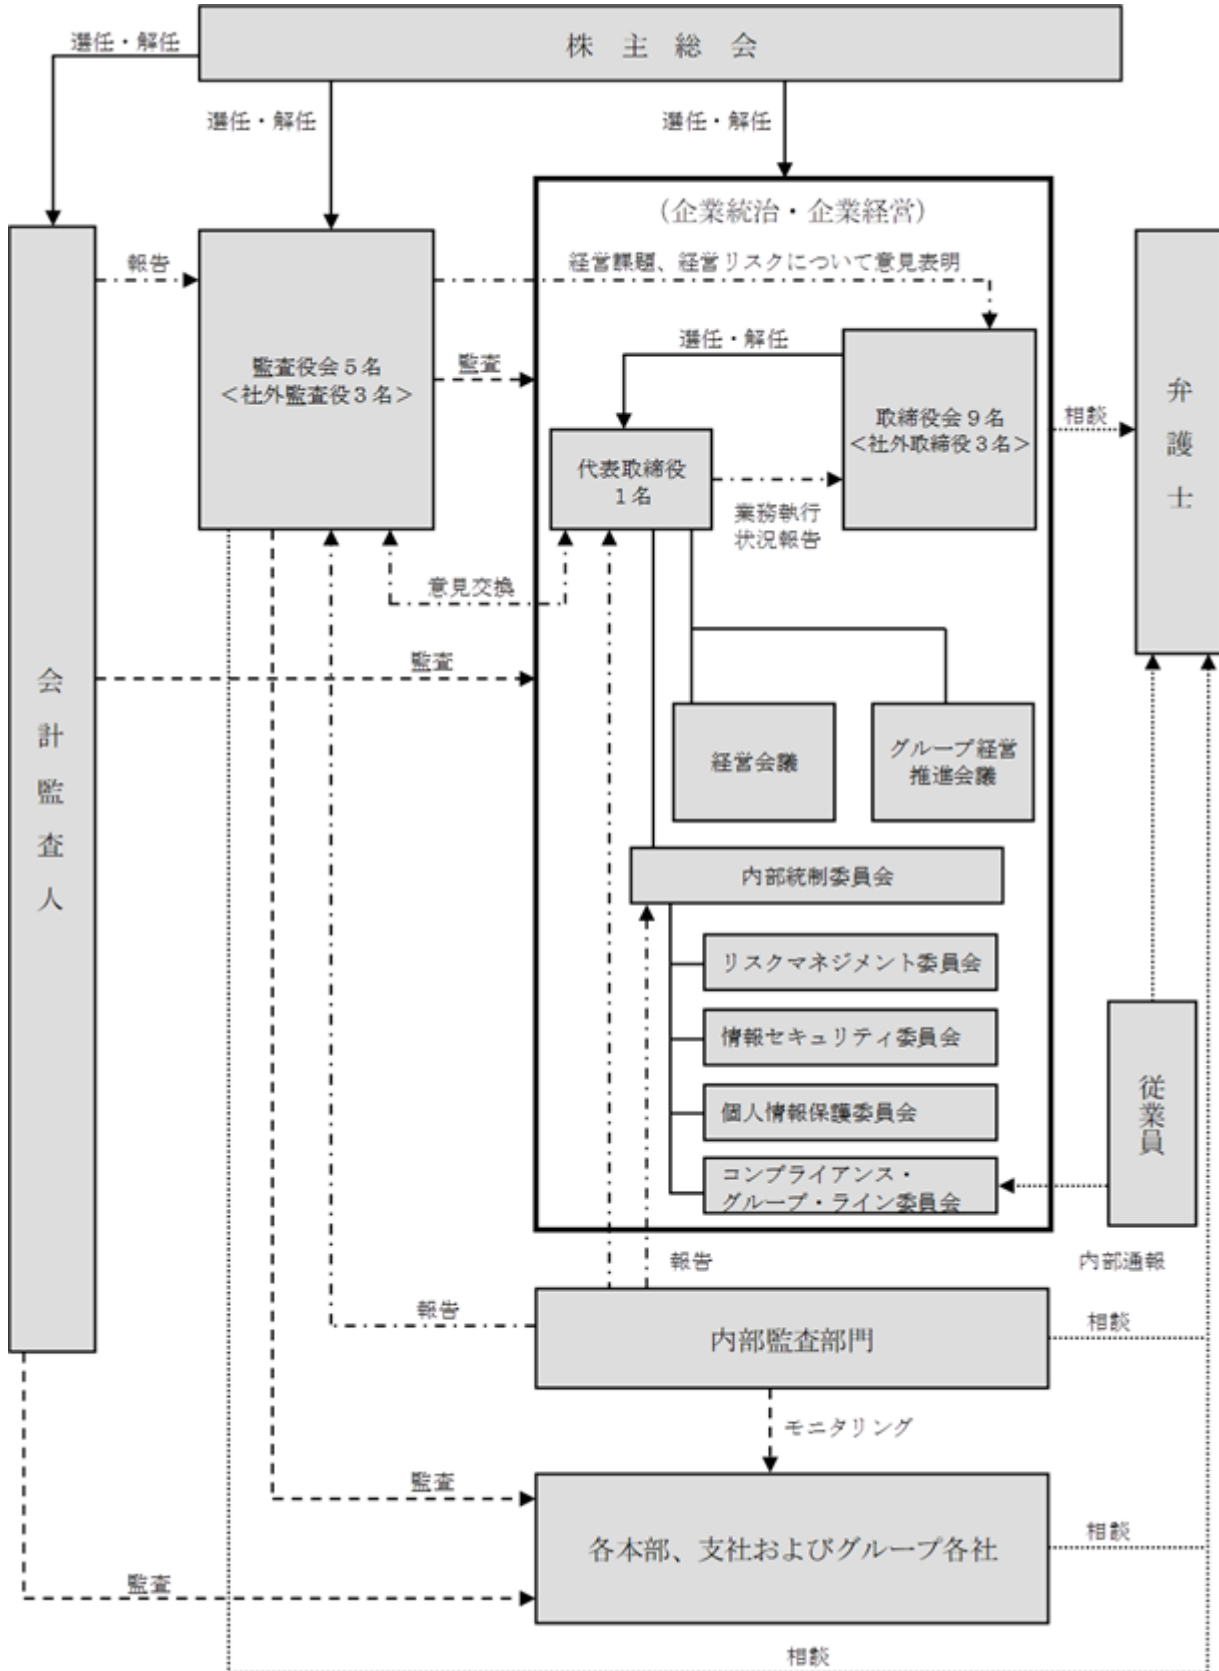 株主総会
選任・解任
選任・解任
選任・解任
(企業統治・企業経営)
報告
経営課題、経営リスクについて意見表明
選任・解任
監査役会5名
<社外監査役3名>
監査
取締役会9名
<社外取締役3名>
相談
弁護士
代表取締役
1名
業務執行
状況報告
意見交換
監査
会計監査人
経営会議
グループ経営
推進会議
内部統制委員会
リスクマネジメント委員会
情報セキュリティ委員会
個人情報保護委員会
コンプライアンス・
グループ・ライン委員会
従業員
内部通報
報告
報告
内部監査部門
相談
モニタリング
監査
各本部、支社およびグループ各社
相談
監査
相談